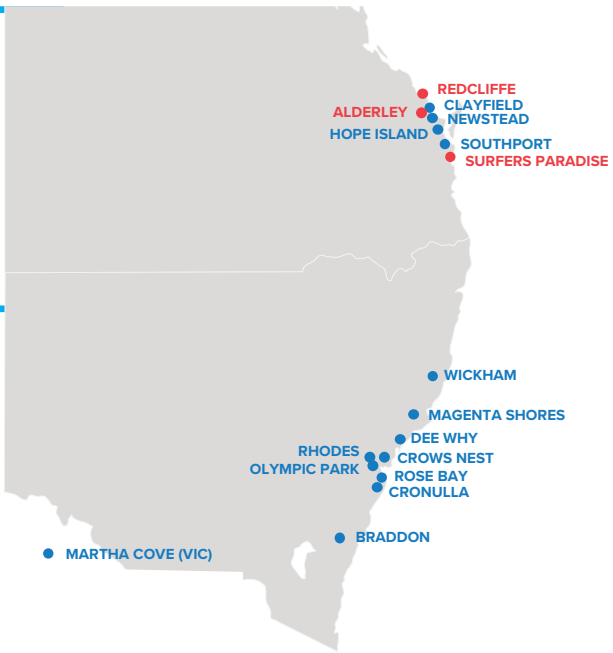 REDCLIFFE
CLAYFIELD
ALDERLEY
NEWSTEAD
HOPE ISLAND
SOUTHPORT
SURFERS PARADISE
WICKHAM
MAGENTA SHORES
DEE WHY
RHODES
CROWS NEST
OLYMPIC PARK
ROSE BAY
CRONULLA
BRADDON
MARTHA COVE (VIC)